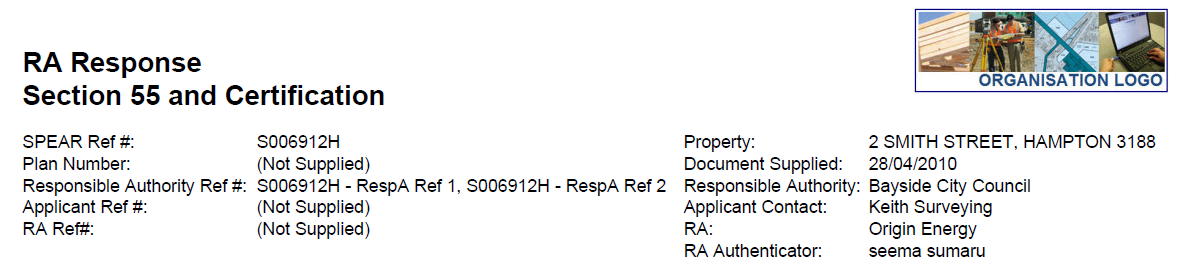 ORGANISATION LOGO
RA Response
Section 55 and Certification
SPEAR Ref #: S006912H Property: 2 SMITH STREET, HAMPTON 3188
Plan Number: (Not Supplied) Document Supplied: 28/04/2010
Responsible Authority Ref #: S006912H - RespA Ref 1, S006912H - RespA Ref 2 Responsible Authority: Bayside City Council
Applicant Ref #: (Not Supplied) Applicant Contact: Keith Surveying
RA Ref#: (Not Supplied) RA: Origin Energy
RA Authenticator: seema sumaru